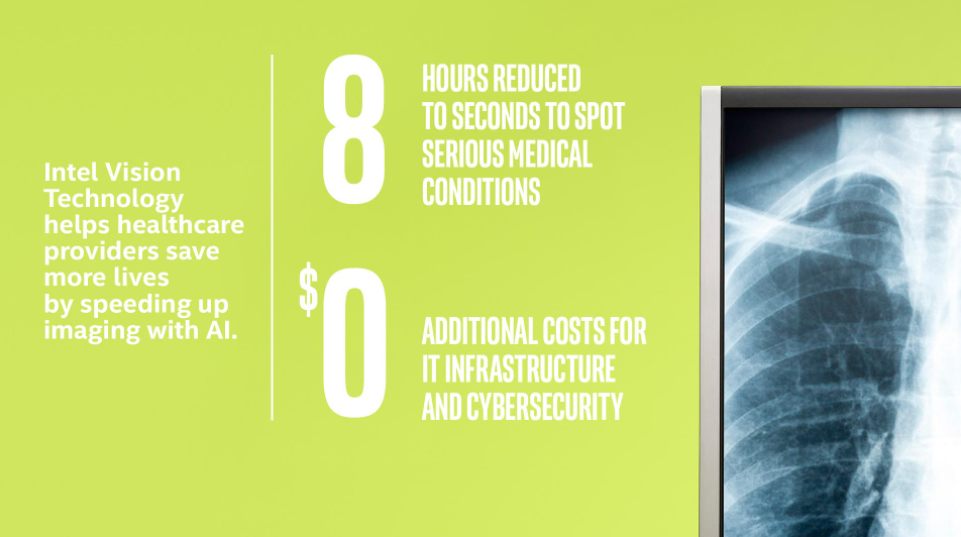 Intel Vision
Technology
helps healthcare
providers save
more lives
by speeding up
imaging with AI.
8
HOURS REDUCED
TO SECONDS TO SPOT
SERIOUS MEDICAL
CONDITIONS
$0
ADDITIONAL COSTS FOR
IT INFRASTRUCTURE
AND CYBERSECURITY